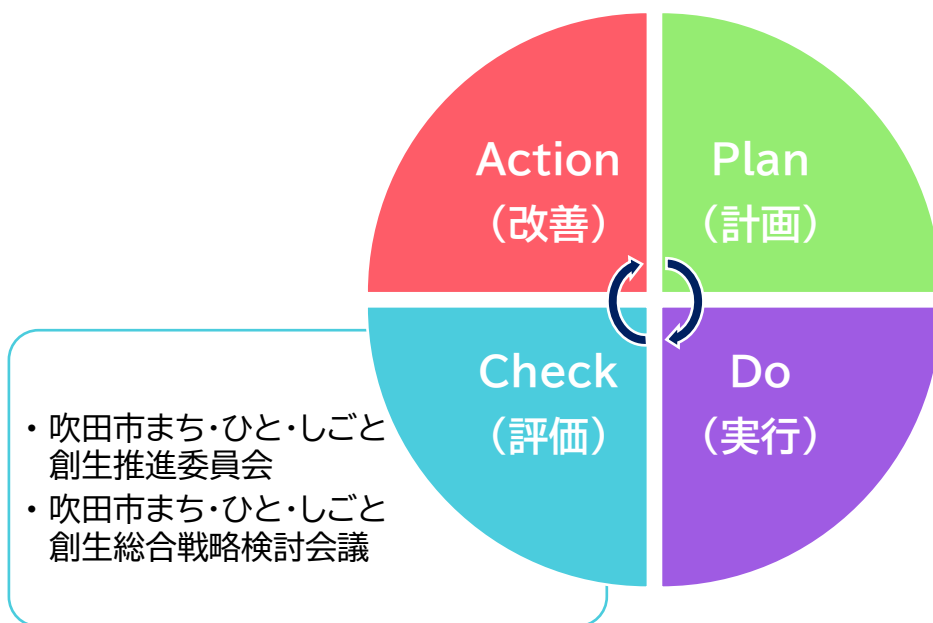 Action
（改善）
Plan
（計画）
Check
（評価）
Do
（実行）
・吹田市まち・ひと・しごと
創生推進委員会
・吹田市まち・ひと・しごと
創生総合戦略検討会議